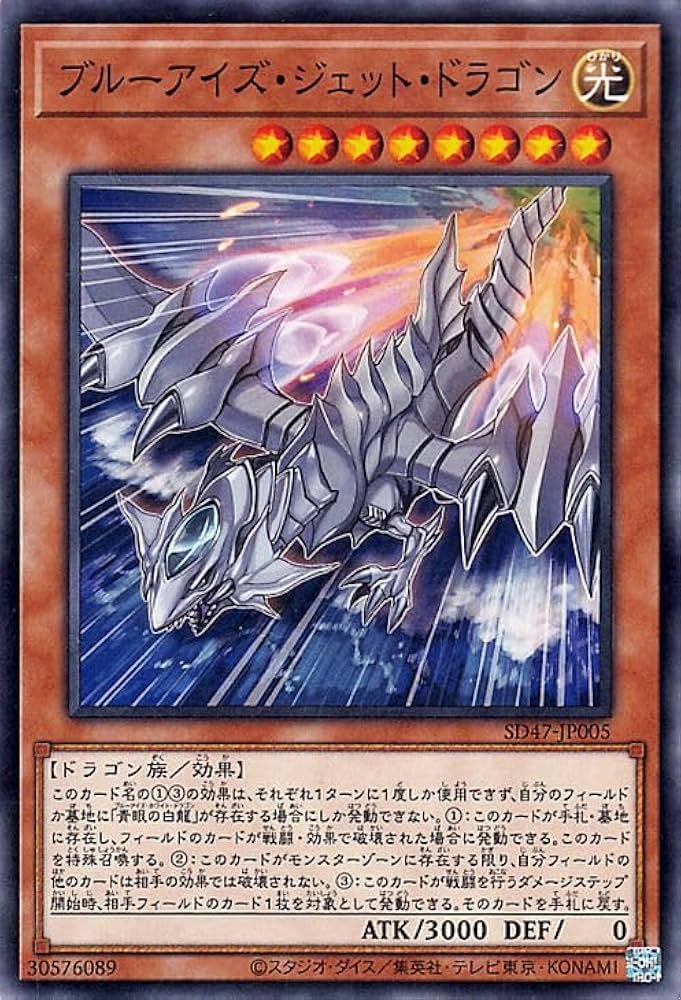 ブルーアイズ・ジェット・ドラゴン
ひかり
光
SD47-JP005
【ドラゴン族／効果】
このカード名の①③の効果は、それぞれ1ターンに1度しか使用できず、自分のフィールド
か墓地に「青眼の白龍」が存在する場合にしか発動できない。①：このカードが手札・墓地
に存在し、フィールドのカードが戦闘・効果で破壊された場合に発動できる。このカード
を特殊召喚する。②：このカードがモンスターゾーンに存在する限り、自分フィールドの
他のカードは相手の効果では破壊されない。③：このカードが戦闘を行うダメージステップ
開始時、相手フィールドのカード1枚を対象として発動できる。そのカードを手札に戻す。
ATK/3000 DEF/ 0
30576089
©スタジオ・ダイス／集英社・テレビ東京・KONAMI